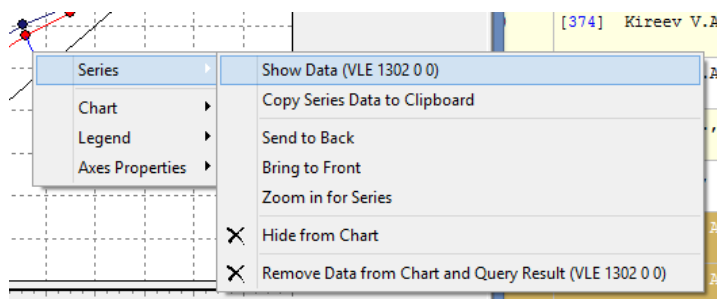 [374] Kireev V.A
Series
Show Data (VLE 1302 0 0)
Copy Series Data to Clipboard
Chart
Legend
Send to Back
Axes Properties
Bring to Front
Zoom in for Series
Hide from Chart
Remove Data from Chart and Query Result (VLE 1302 0 0)